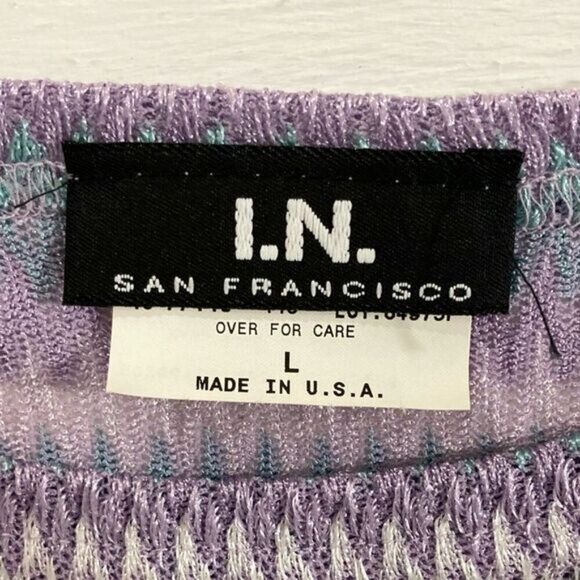 I.N.
SAN FRANCISCO
OVER FOR CARE
L
MADE IN U.S.A.